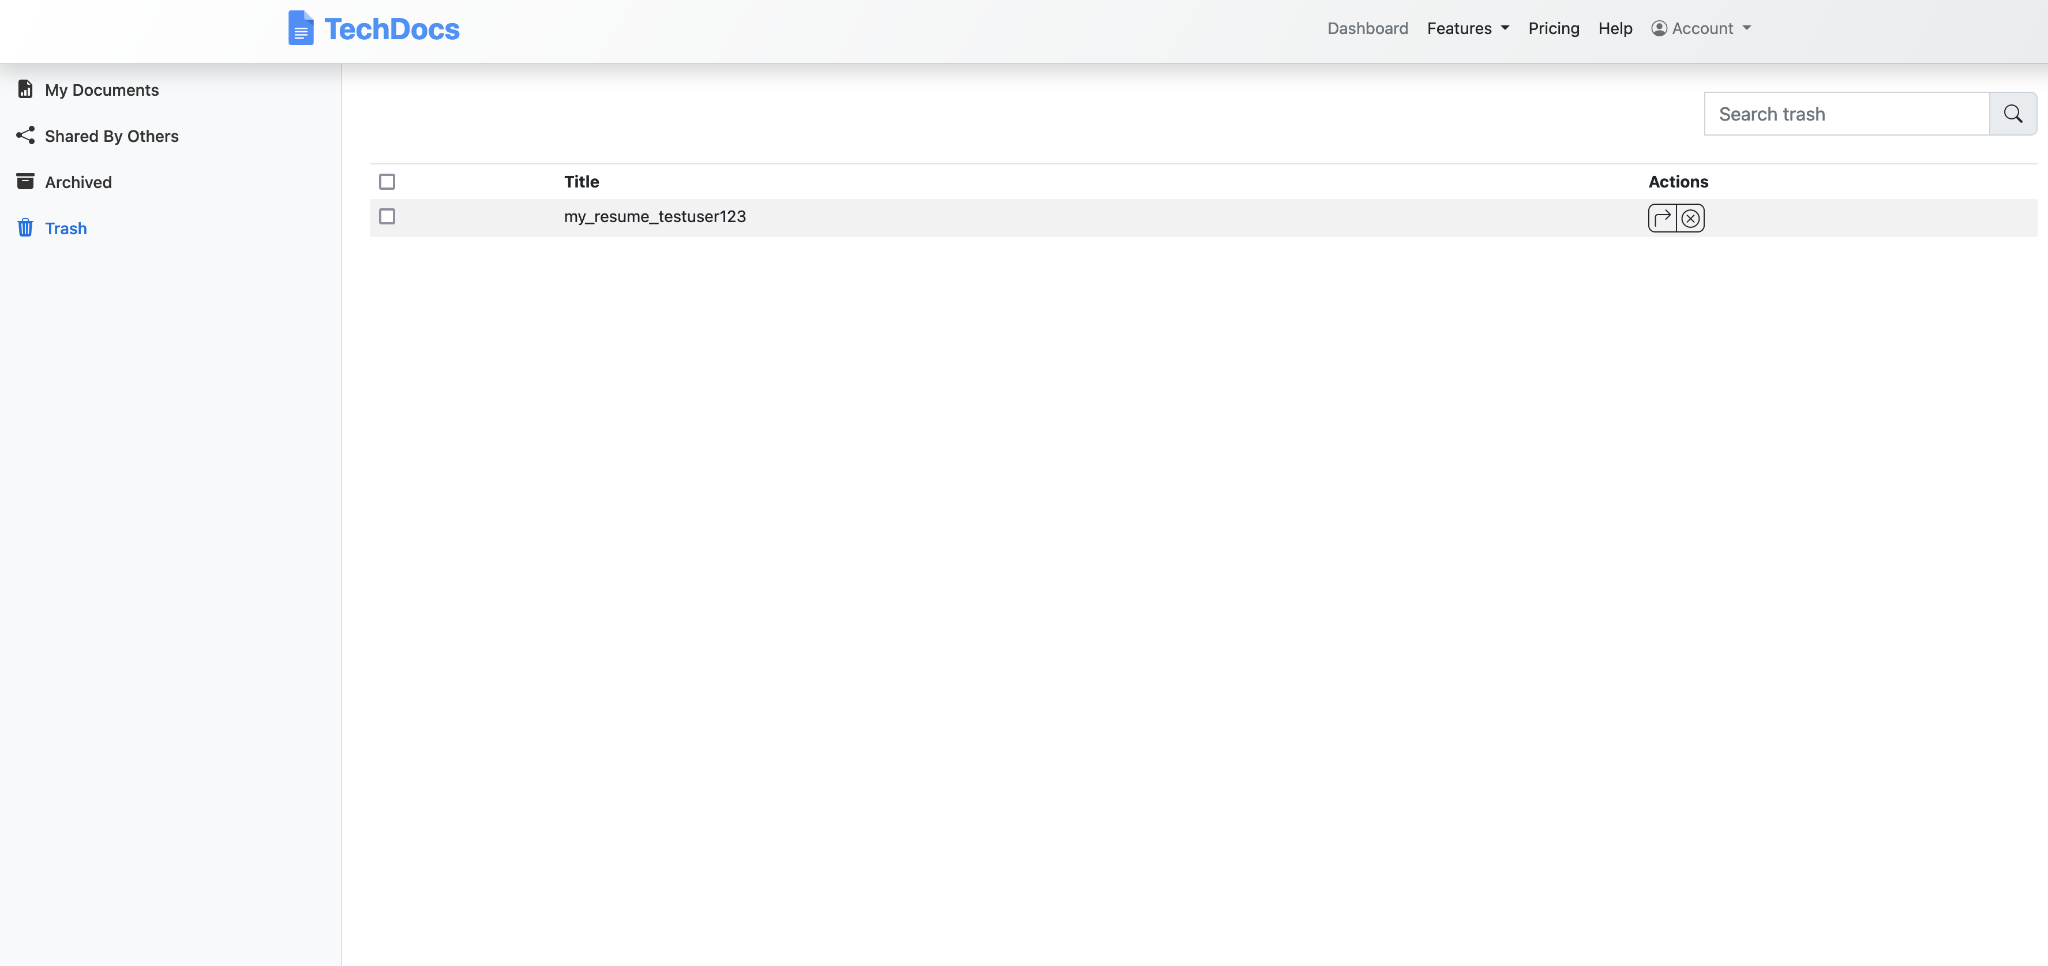 TechDocs
Dashboard Features Pricing Help Account
My Documents
Shared By Others
Archived
Trash
Search trash
Title Actions
my_resume_testuser123